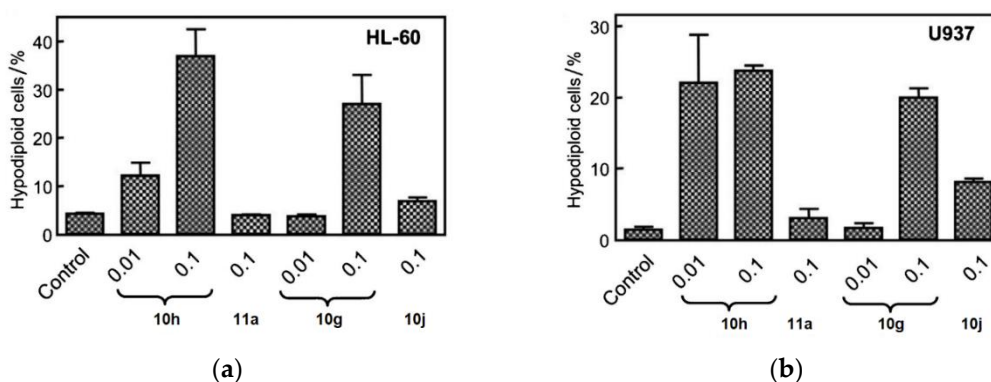 HL-60
Hypodiploid cells/%
40
30
20
10
0
Control
0.01
0.1
0.1
0.01
0.1
0.1
10h
11a
10g
10j
(a)
U937
Hypodiploid cells/%
30
20
10
0
Control
0.01
0.1
0.1
0.01
0.1
0.1
10h
11a
10g
10j
(b)